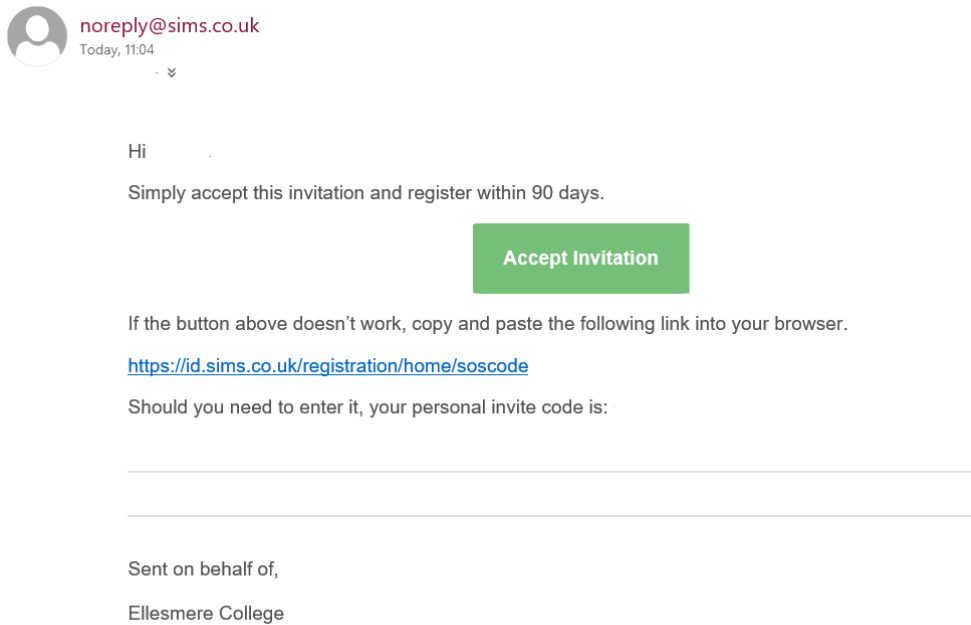 noreply@sims.co.uk
Today, 11:04
Hi
Simply accept this invitation and register within 90 days.
Accept Invitation
If the button above doesn't work, copy and paste the following link into your browser.
https://id.sims.co.uk/registration/home/soscode
Should you need to enter it, your personal invite code is:
Sent on behalf of,
Ellesmere College